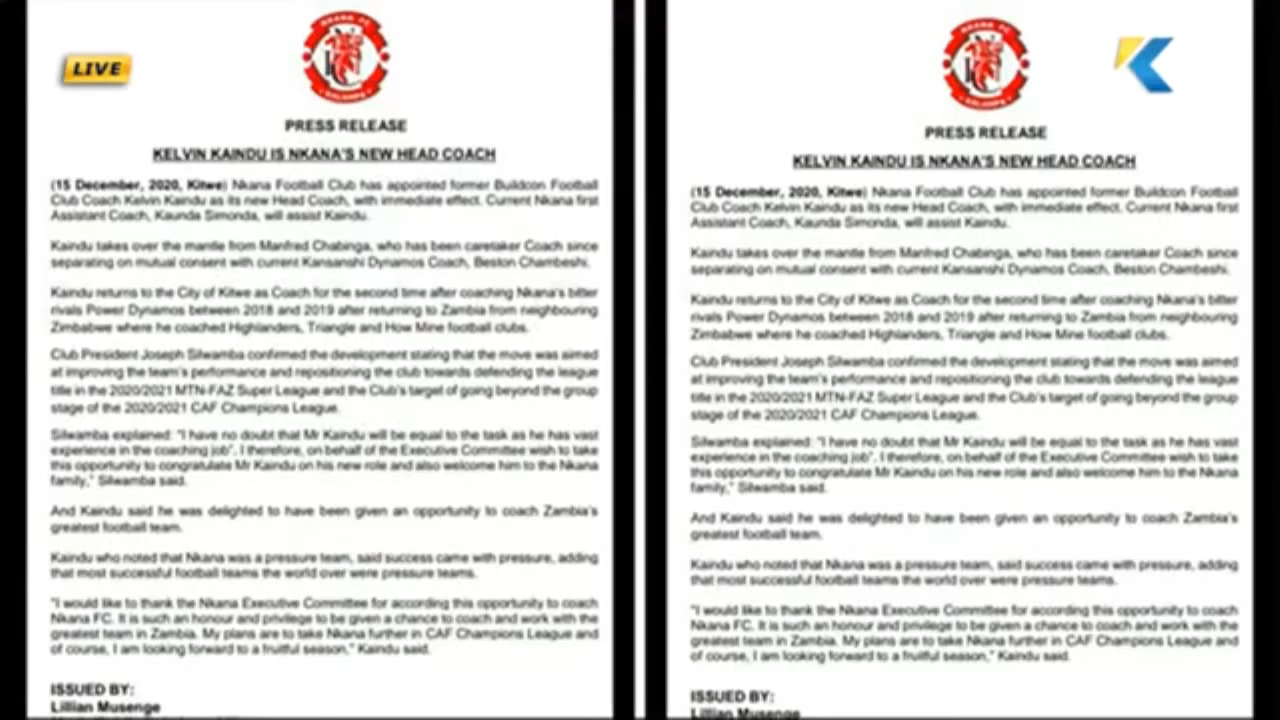 LIVE
NKANA FC
PRESS RELEASE
KELVIN KAINDU IS NKANA'S NEW HEAD COACH
(15 December, 2020, Kitwe) Nkana Football Club has appointed former Buildcon Football
Club Coach Kelvin Kaindu as its new Head Coach, with immediate effect. Current Nkana first
Assistant Coach, Kaunda Simonda, will assist Kaindu.
Kaindu takes over the mantle from Manfred Chabinga, who has been caretaker Coach since
separating on mutual consent with current Kansanshi Dynamos Coach, Beston Chambeshi.
Kaindu returns to the City of Kitwe as Coach for the second time after coaching Nkana's bitter
rivals Power Dynamos between 2018 and 2019 after returning to Zambia from neighbouring
Zimbabwe where he coached Highlanders, Triangle and How Mine football clubs.
Club President Joseph Silwamba confirmed the development stating that the move was aimed
at improving the team's performance and repositioning the club towards defending the league
title in the 2020/2021 MTN-FAZ Super League and the Club's target of going beyond the group
stage of the 2020/2021 CAF Champions League.
Silwamba explained: "I have no doubt that Mr Kaindu will be equal to the task as he has vast
experience in the coaching job". I therefore, on behalf of the Executive Committee wish to take
this opportunity to congratulate Mr Kaindu on his new role and also welcome him to the Nkana
family," Silwamba said.
And Kaindu said he was delighted to have been given an opportunity to coach Zambia's
greatest football team.
Kaindu who noted that Nkana was a pressure team, said success came with pressure, adding
that most successful football teams the world over were pressure teams.
"I would like to thank the Nkana Executive Committee for according this opportunity to coach
Nkana FC. It is such an honour and privilege to be given a chance to coach and work with the
greatest team in Zambia. My plans are to take Nkana further in CAF Champions League and
of course, I am looking forward to a fruitful season," Kaindu said.
ISSUED BY:
Lillian Musenge
NKANA FC
PRESS RELEASE
KELVIN KAINDU IS NKANA'S NEW HEAD COACH
(15 December, 2020, Kitwe) Nkana Football Club has appointed former Buildcon Football
Club Coach Kelvin Kaindu as its new Head Coach, with immediate effect. Current Nkana first
Assistant Coach, Kaunda Simonda, will assist Kaindu.
Kaindu takes over the mantle from Manfred Chabinga, who has been caretaker Coach since
separating on mutual consent with current Kansanshi Dynamos Coach, Beston Chambeshi.
Kaindu returns to the City of Kitwe as Coach for the second time after coaching Nkana's bitter
rivals Power Dynamos between 2018 and 2019 after returning to Zambia from neighbouring
Zimbabwe where he coached Highlanders, Triangle and How Mine football clubs.
Club President Joseph Silwamba confirmed the development stating that the move was aimed
at improving the team's performance and repositioning the club towards defending the league
title in the 2020/2021 MTN-FAZ Super League and the Club's target of going beyond the group
stage of the 2020/2021 CAF Champions League.
Silwamba explained: "I have no doubt that Mr Kaindu will be equal to the task as he has vast
experience in the coaching job". I therefore, on behalf of the Executive Committee wish to take
this opportunity to congratulate Mr Kaindu on his new role and also welcome him to the Nkana
family," Silwamba said.
And Kaindu said he was delighted to have been given an opportunity to coach Zambia's
greatest football team.
Kaindu who noted that Nkana was a pressure team, said success came with pressure, adding
that most successful football teams the world over were pressure teams.
"I would like to thank the Nkana Executive Committee for according this opportunity to coach
Nkana FC. It is such an honour and privilege to be given a chance to coach and work with the
greatest team in Zambia. My plans are to take Nkana further in CAF Champions League and
of course, I am looking forward to a fruitful season," Kaindu said.
ISSUED BY:
Lillian Musenge